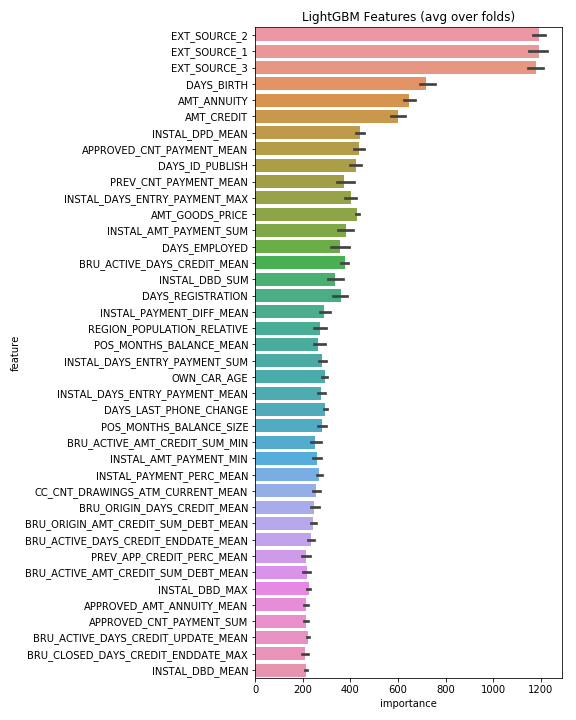 LightGBM Features (avg over folds)
EXT_SOURCE_2
EXT_SOURCE_1
EXT_SOURCE_3
DAYS_BIRTH
AMT_ANNUITY
AMT_CREDIT
INSTAL_DPD_MEAN
APPROVED_CNT_PAYMENT_MEAN
DAYS_ID_PUBLISH
PREV_CNT_PAYMENT_MEAN
INSTAL_DAYS_ENTRY_PAYMENT_MAX
AMT_GOODS_PRICE
INSTAL_AMT_PAYMENT_SUM
DAYS_EMPLOYED
BRU_ACTIVE_DAYS_CREDIT_MEAN
INSTAL_DBD_SUM
DAYS_REGISTRATION
INSTAL_PAYMENT_DIFF_MEAN
REGION_POPULATION_RELATIVE
POS_MONTHS_BALANCE_MEAN
INSTAL_DAYS_ENTRY_PAYMENT_SUM
OWN_CAR_AGE
INSTAL_DAYS_ENTRY_PAYMENT_MEAN
DAYS_LAST_PHONE_CHANGE
POS_MONTHS_BALANCE_SIZE
BRU_ACTIVE_AMT_CREDIT_SUM_MIN
INSTAL_AMT_PAYMENT_MIN
INSTAL_PAYMENT_PERC_MEAN
CC_CNT_DRAWINGS_ATM_CURRENT_MEAN
BRU_ORIGIN_DAYS_CREDIT_MEAN
BRU_ORIGIN_AMT_CREDIT_SUM_DEBT_MEAN
BRU_ACTIVE_DAYS_CREDIT_ENDDATE_MEAN
PREV_APP_CREDIT_PERC_MEAN
BRU_ACTIVE_AMT_CREDIT_SUM_DEBT_MEAN
INSTAL_DBD_MAX
APPROVED_AMT_ANNUITY_MEAN
APPROVED_CNT_PAYMENT_SUM
BRU_ACTIVE_DAYS_CREDIT_UPDATE_MEAN
BRU_CLOSED_DAYS_CREDIT_ENDDATE_MAX
INSTAL_DBD_MEAN
feature
0 200 400 600 800 1000 1200
importance